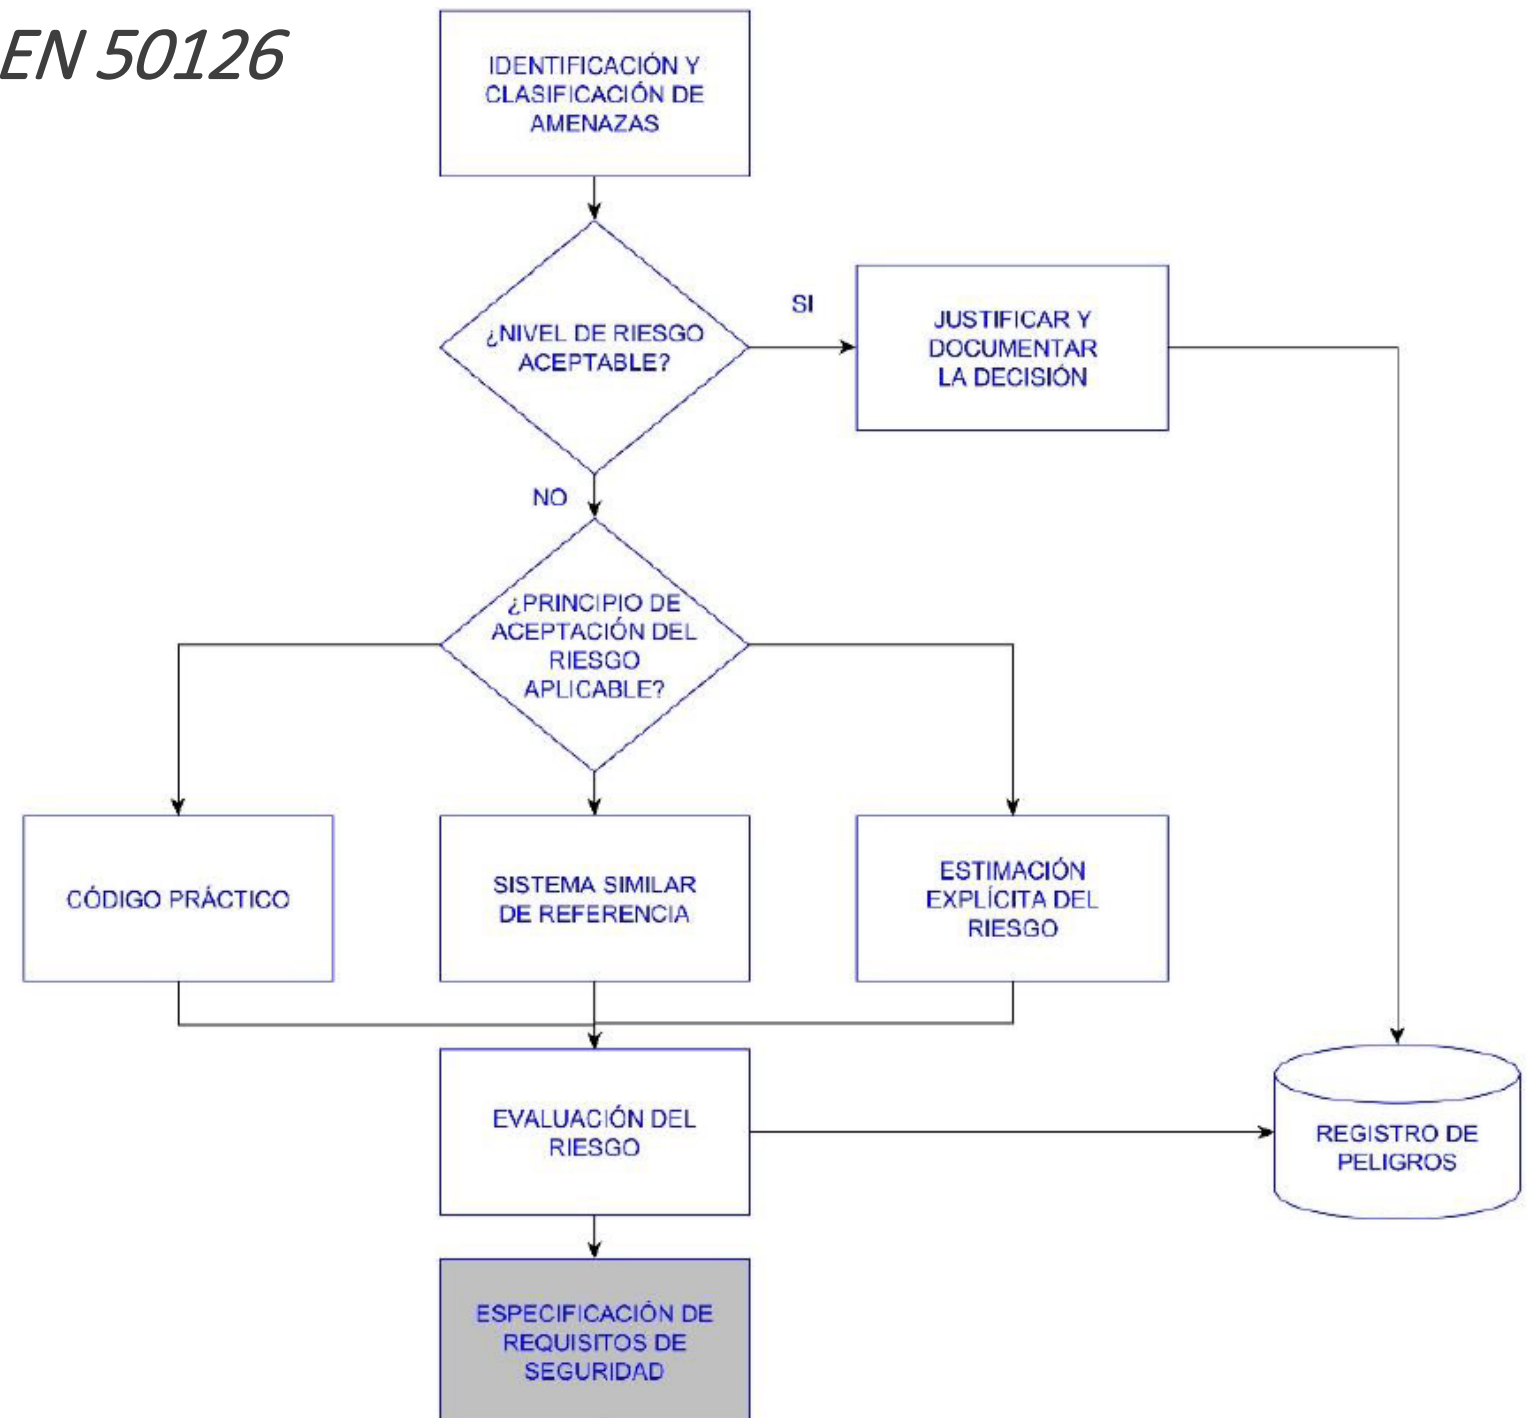 EN 50126
IDENTIFICACIÓN Y
CLASIFICACIÓN DE
AMENAZAS
¿NIVEL DE RIESGO
ACEPTABLE?
SI
JUSTIFICAR Y
DOCUMENTAR
LA DECISIÓN
NO
¿PRINCIPIO DE
ACEPTACIÓN DEL
RIESGO
APLICABLE?
CÓDIGO PRÁCTICO
SISTEMA SIMILAR
DE REFERENCIA
ESTIMACIÓN
EXPLÍCITA DEL
RIESGO
EVALUACIÓN DEL
RIESGO
REGISTRO DE
PELIGROS
ESPECIFICACIÓN DE
REQUISITOS DE
SEGURIDAD